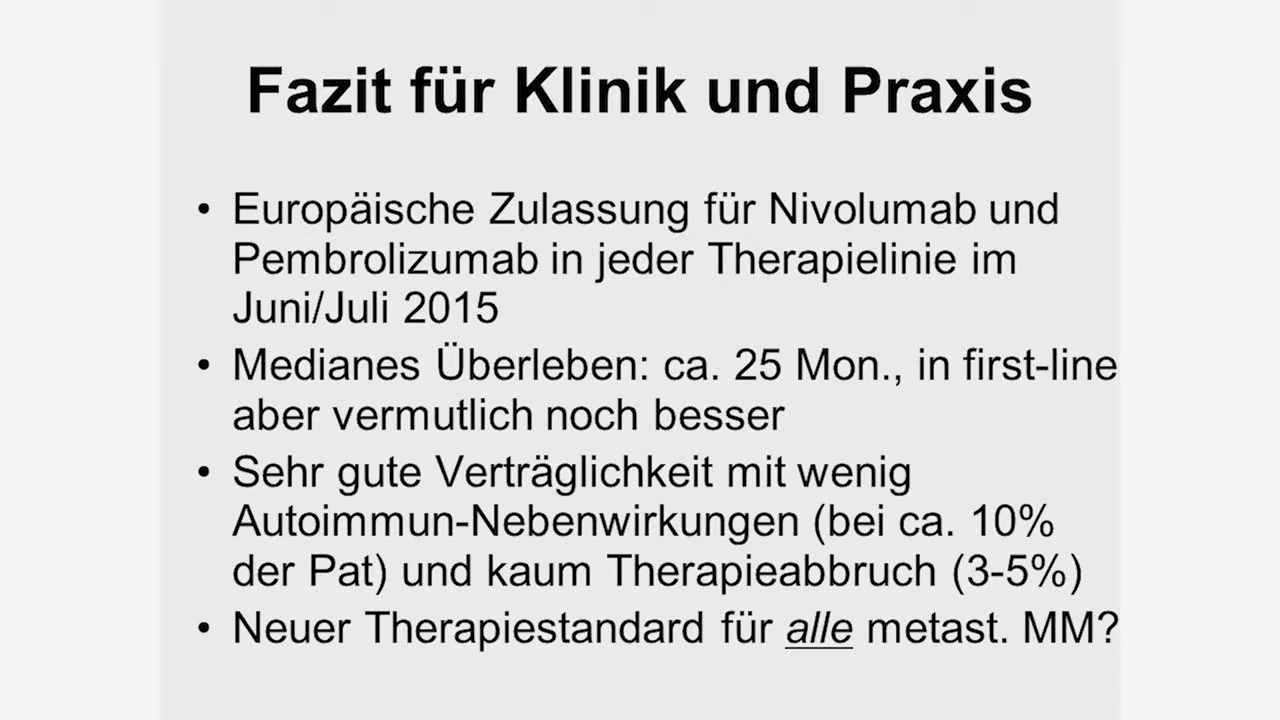 Fazit für Klinik und Praxis
• Europäische Zulassung für Nivolumab und
Pembrolizumab in jeder Therapielinie im
Juni/Juli 2015
• Medianes Überleben: ca. 25 Mon., in first-line
aber vermutlich noch besser
• Sehr gute Verträglichkeit mit wenig
Autoimmun-Nebenwirkungen (bei ca. 10%
der Pat) und kaum Therapieabbruch (3-5%)
• Neuer Therapiestandard für alle metast. MM?